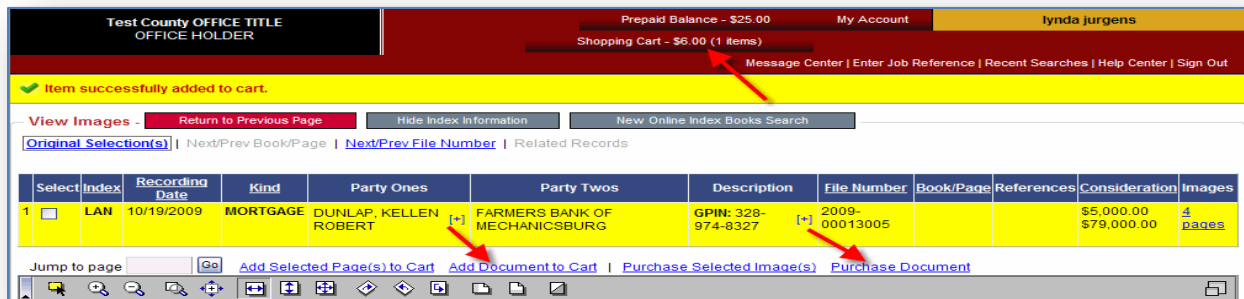 Test County OFFICE TITLE
OFFICE HOLDER
Prepaid Balance - $25.00 My Account lynda jurgens
Shopping Cart - $6.00 (1 items)
Message Center | Enter Job Reference | Recent Searches | Help Center | Sign Out
Item successfully added to cart.
View Images - Return to Previous Page Hide Index Information New Online Index Books Search
Original Selection(s) | Next/Prev Book/Page | Next/Prev File Number | Related Records
Select Index Recording Date Kind Party Ones Party Twos Description File Number Book/Page References Consideration Images
1 LAN 10/19/2009 MORTGAGE DUNLAP, KELLEN ROBERT [+] FARMERS BANK OF MECHANICSBURG GPIN: 328-974-8327 [+] 2009-00013005 $5,000.00 $79,000.00 4 pages
Jump to page Go Add Selected Page(s) to Cart Add Document to Cart | Purchase Selected Image(s) Purchase Document